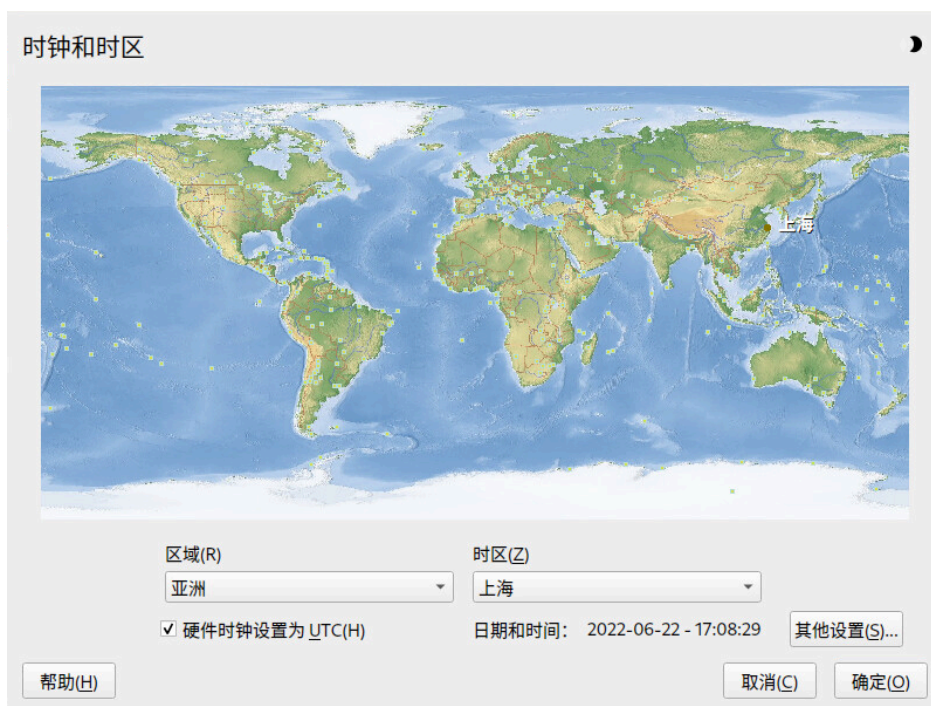 时钟和时区
上海
区域(R)
时区(Z)
亚洲
上海
硬件时钟设置为 UTC(H)
日期和时间： 2022-06-22 - 17:08:29
其他设置(S)...
帮助(H)
取消(C)
确定(O)